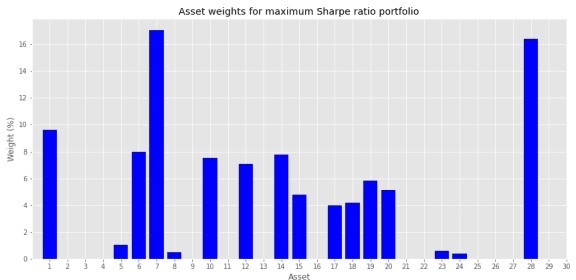 Asset weights for maximum Sharpe ratio portfolio
Weight (%)
16
14
12
10
8
6
4
2
0
1 2 3 4 5 6 7 8 9 10 11 12 13 14 15 16 17 18 19 20 21 22 23 24 25 26 27 28 29 30
Asset